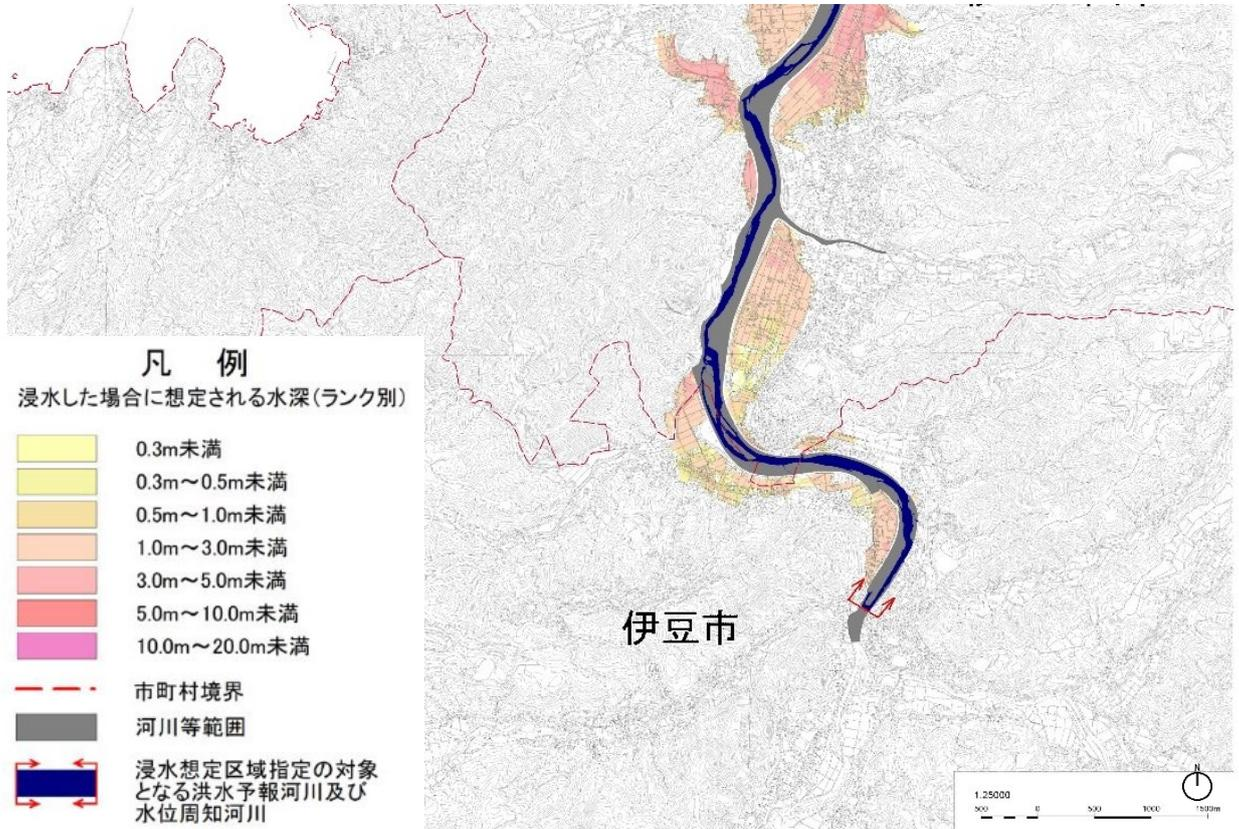 凡 例
浸水した場合に想定される水深(ランク別)
0.3m未満
0.3m～0.5m未満
0.5m～1.0m未満
1.0m～3.0m未満
3.0m～5.0m未満
5.0m～10.0m未満
10.0m～20.0m未満
市町村境界
河川等範囲
浸水想定区域指定の対象
となる洪水予報河川及び
水位周知河川
伊豆市
N
1:25000
500 0 500 1000 1500m